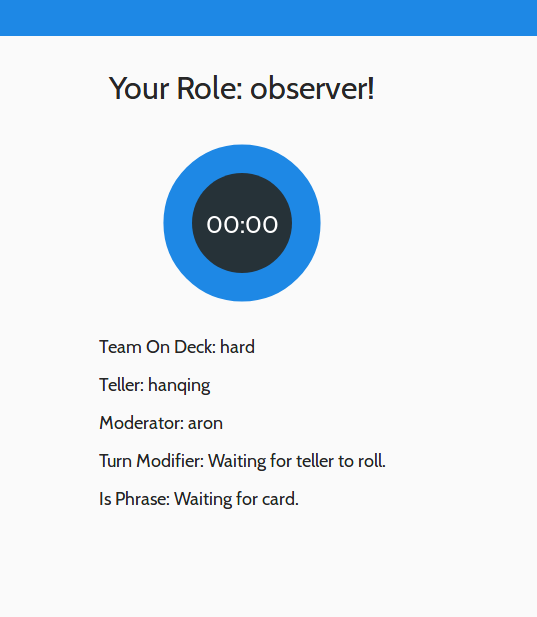 Your Role: observer!
00:00
Team On Deck: hard
Teller: hanqing
Moderator: aron
Turn Modifier: Waiting for teller to roll.
Is Phrase: Waiting for card.